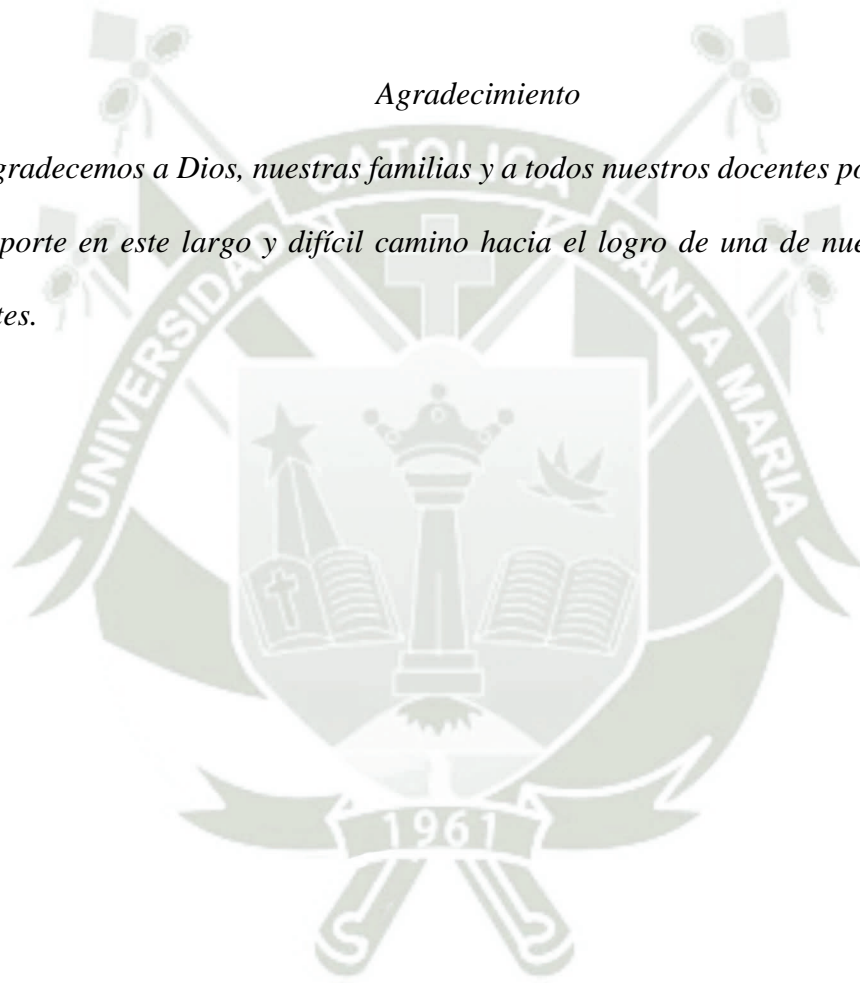 Agradecimiento
gradecemos a Dios, nuestras familias y a todos nuestros docentes po
porte en este largo y difícil camino hacia el logro de una de nue
tes.
UNIVERSIDAD CATOLICA SANTA MARIA
1961